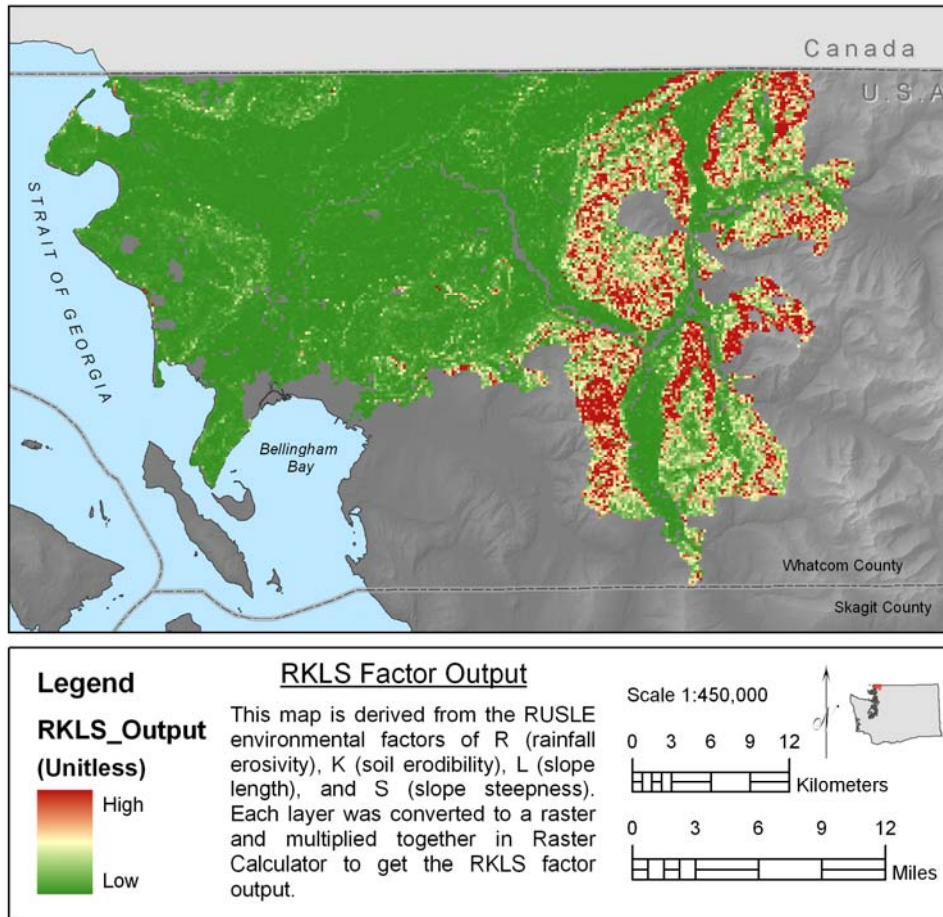 Canada
U.S.A
STRAIT OF GEORGIA
Bellingham
Bay
Whatcom County
Skagit County
Legend
RKLS_Output
(Unitless)
High
Low
RKLS Factor Output
This map is derived from the RUSLE
environmental factors of R (rainfall
erosivity), K (soil erodibility), L (slope
length), and S (slope steepness).
Each layer was converted to a raster
and multiplied together in Raster
Calculator to get the RKLS factor
output.
Scale 1:450,000
0 3 6 9 12
Kilometers
0 3 6 9 12
Miles